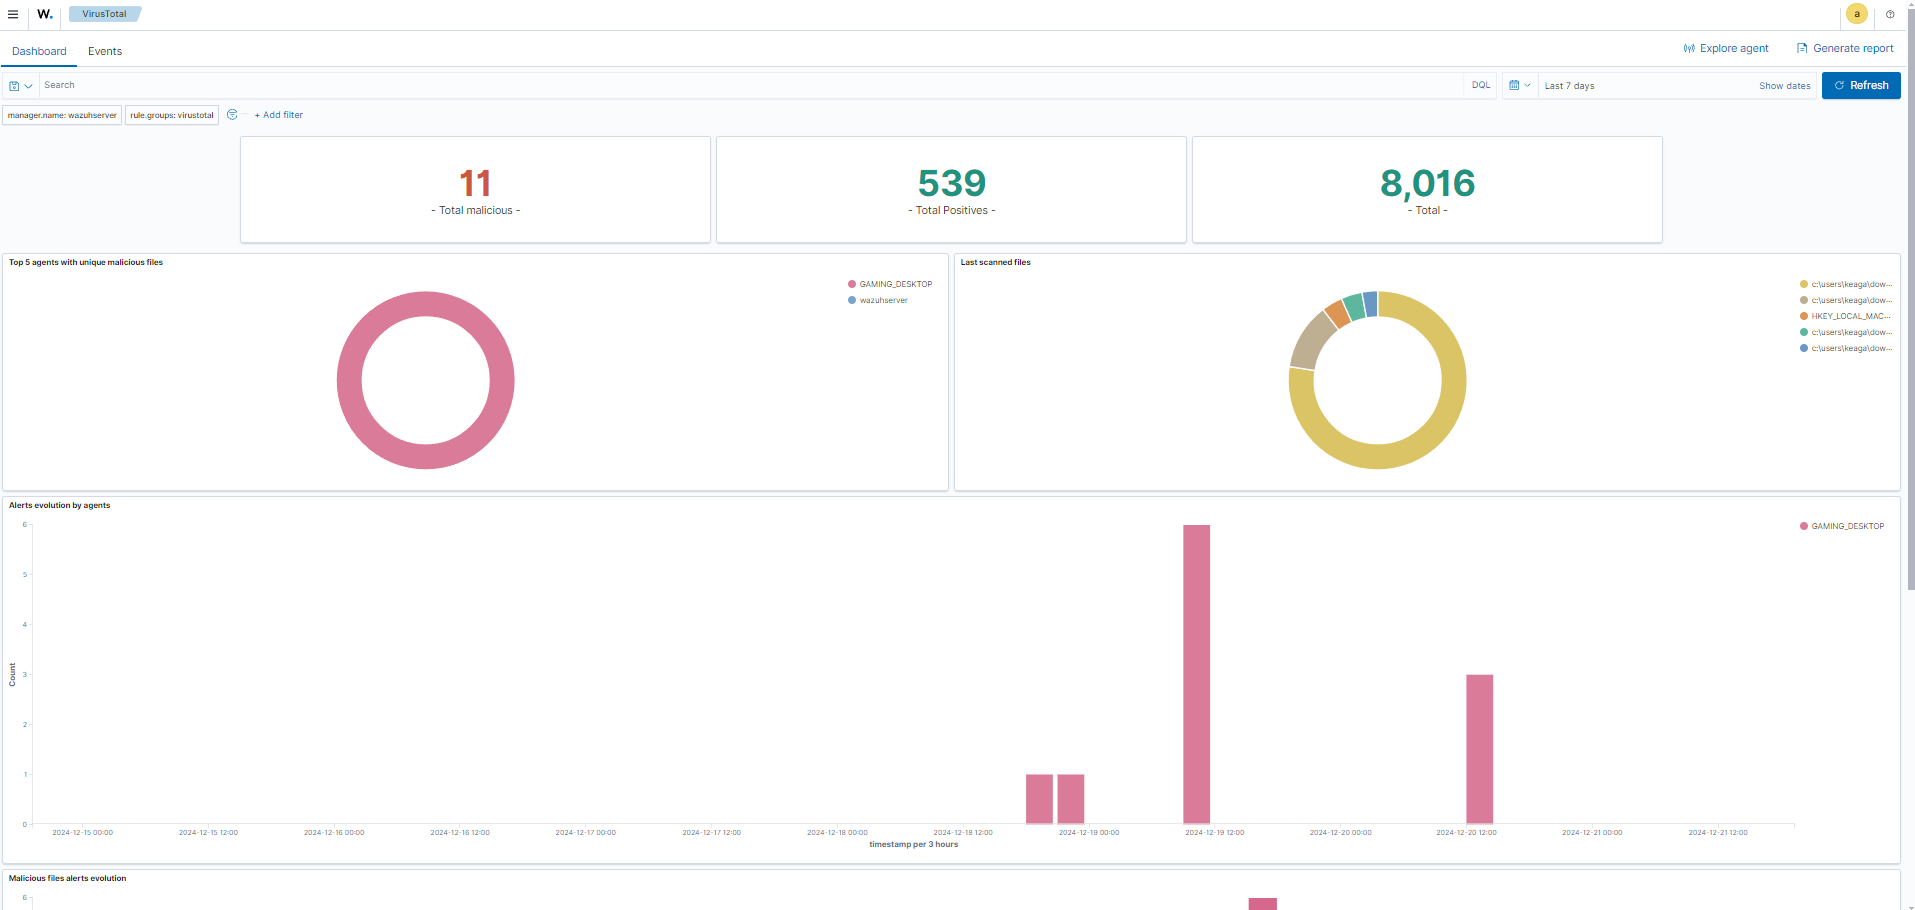 W. VirusTotal a
Dashboard Events Explore agent Generate report
Search DQL Last 7 days Show dates Refresh
manager.name: wazuhserver rule.groups: virustotal + Add filter
11 539 8,016
- Total malicious - - Total Positives - - Total -
Top 5 agents with unique malicious files
GAMING_DESKTOP
wazuhserver
Last scanned files
c:\users\keaga\dow...
c:\users\keaga\dow...
HKEY_LOCAL_MAC...
c:\users\keaga\dow...
c:\users\keaga\dow...
Alerts evolution by agents
GAMING_DESKTOP
6
5
4
3
2
1
0
Count
2024-12-15 00:00 2024-12-15 12:00 2024-12-16 00:00 2024-12-16 12:00 2024-12-17 00:00 2024-12-17 12:00 2024-12-18 00:00 2024-12-18 12:00 2024-12-19 00:00 2024-12-19 12:00 2024-12-20 00:00 2024-12-20 12:00 2024-12-21 00:00 2024-12-21 12:00
timestamp per 3 hours
Malicious files alerts evolution
6